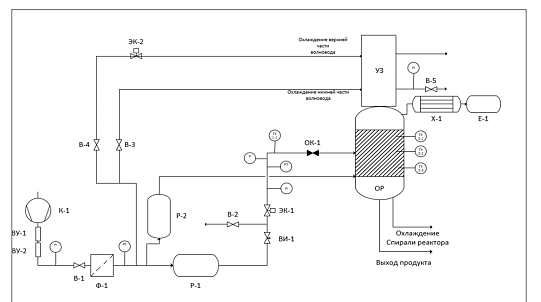 ЭК-2
Охлаждение верхней
части
волновода
УЗ
Охлаждение нижней части
волновода
В-5
Х-1
Е-1
В-4
В-3
ОК-1
ОР
К-1
Р-2
ЭК-1
В-2
ВУ-1
ВУ-2
ВИ-1
В-1
Ф-1
Р-1
Охлаждение
Спирали реактора
Выход продукта